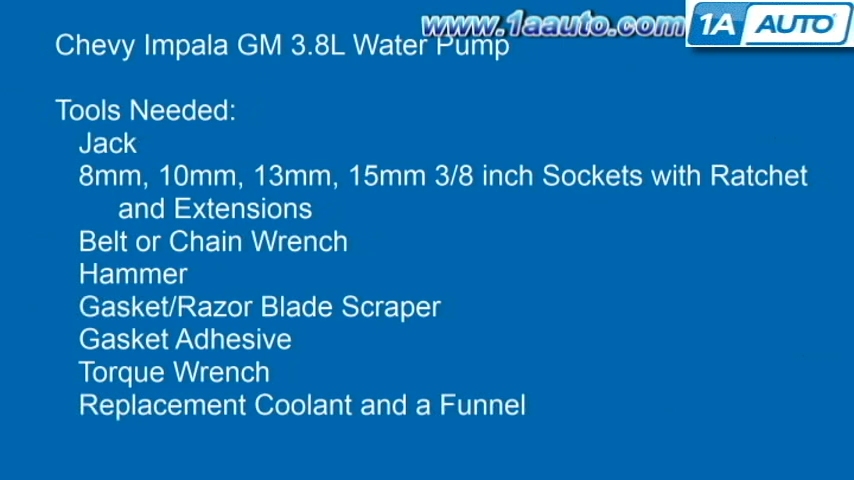 www.1aauto.com
1A AUTO
Chevy Impala GM 3.8L Water Pump
Tools Needed:
Jack
8mm, 10mm, 13mm, 15mm 3/8 inch Sockets with Ratchet
and Extensions
Belt or Chain Wrench
Hammer
Gasket/Razor Blade Scraper
Gasket Adhesive
Torque Wrench
Replacement Coolant and a Funnel